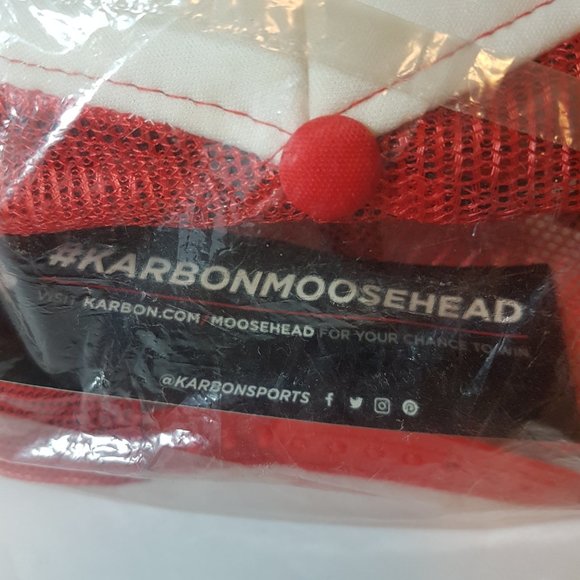 #KARBONMOOSEHEAD
VISIT KARBON.COM/MOOSEHEAD FOR YOUR CHANCE TO WIN
@KARBONSPORTS